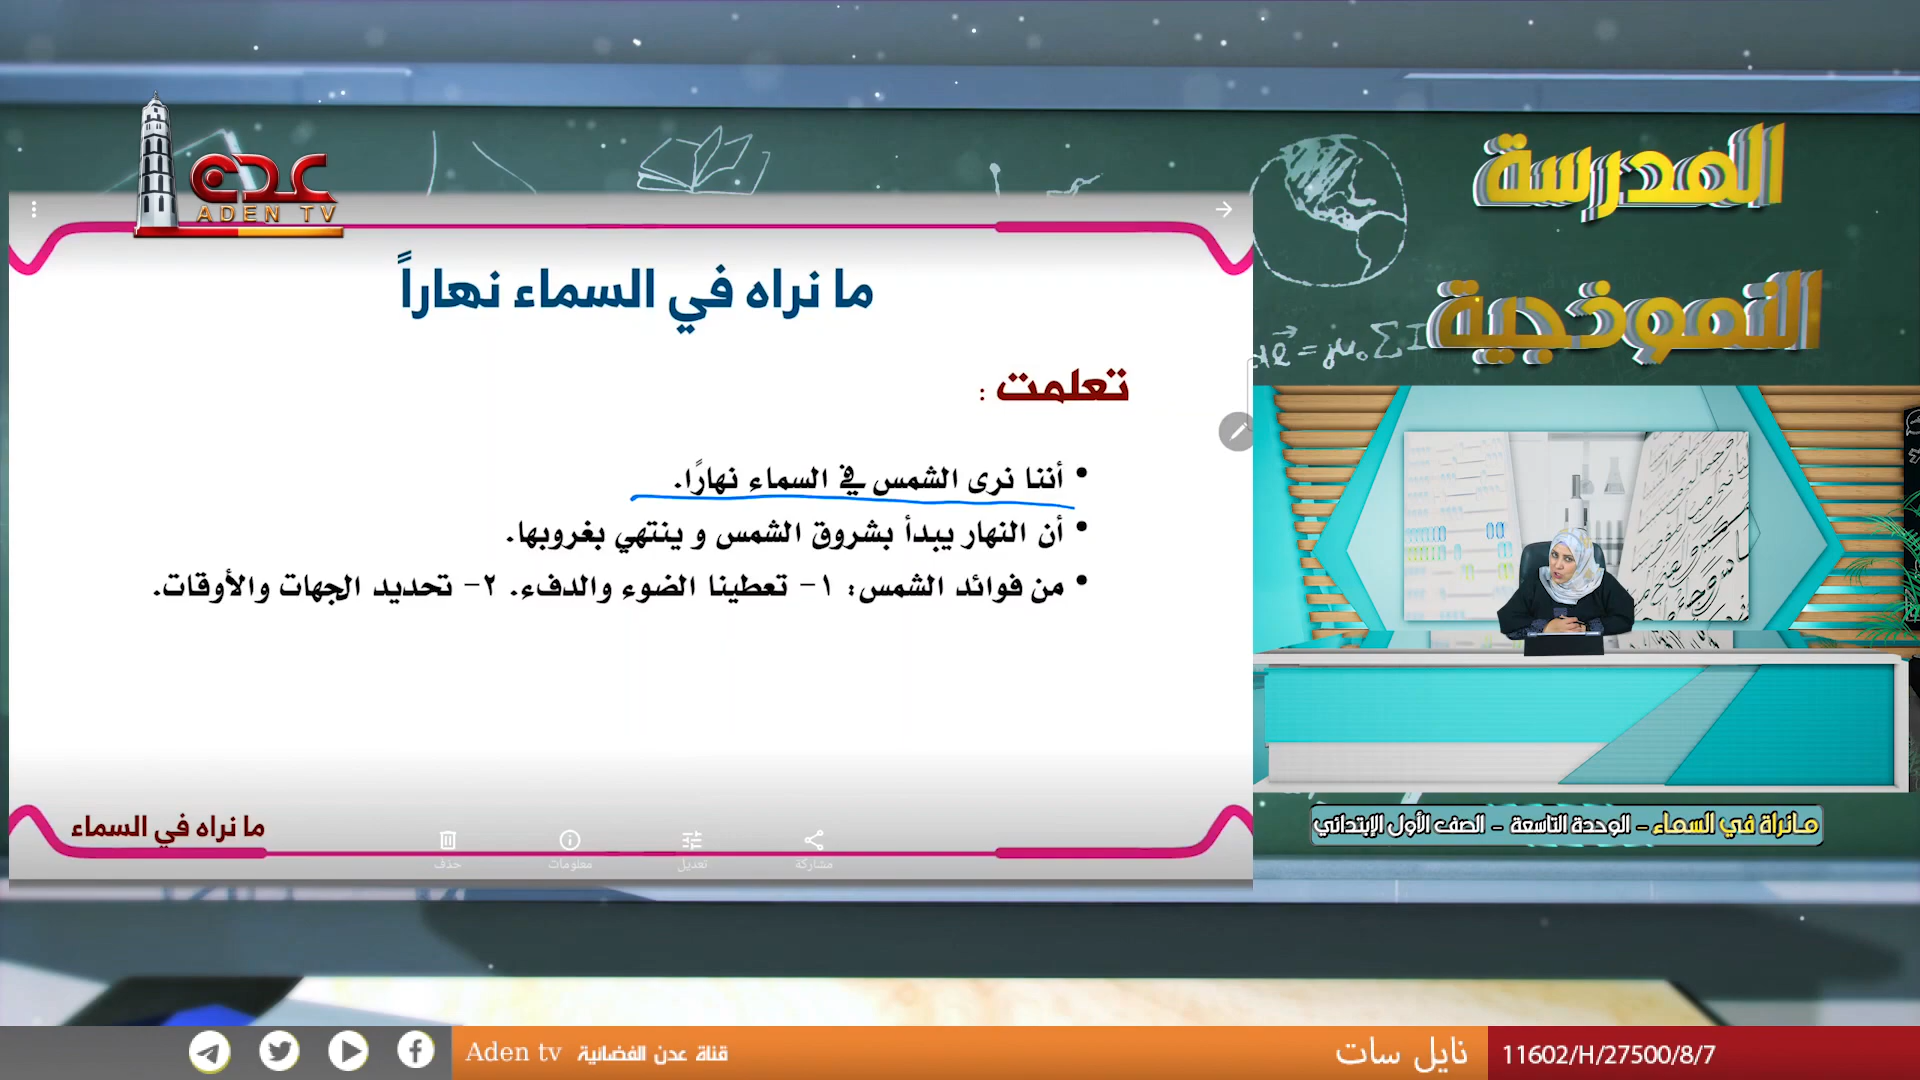 عدن
ADEN TV
المدرسة
النموذجية
ما نراه في السماء نهاراً
تعلمت :
• أننا نرى الشمس في السماء نهارًا.
• أن النهار يبدأ بشروق الشمس و ينتهي بغروبها.
• من فوائد الشمس: ١- تعطينا الضوء والدفء. ٢- تحديد الجهات والأوقات.
ما نراه في السماء
حذف
معلومات
تعديل
مشاركة
مانراة في السماء - الوحدة التاسعة - الصف الأول الإبتدائي
Aden tv قناة عدن الفضائية
نايل سات
11602/H/27500/8/7